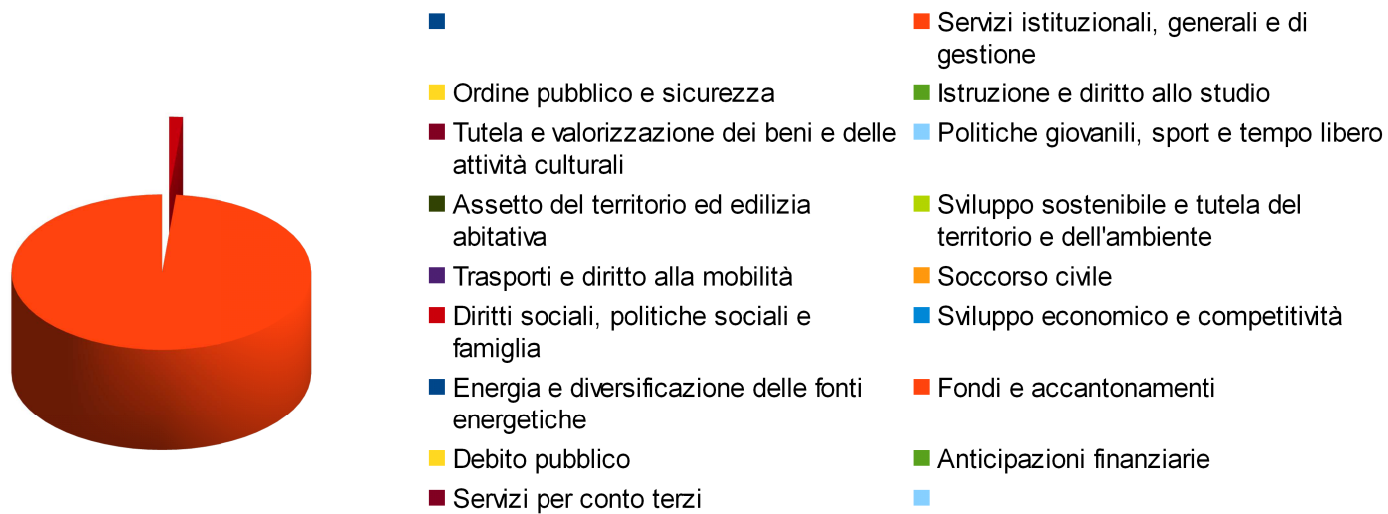 Servizi istituzionali, generali e di
gestione
Ordine pubblico e sicurezza
Istruzione e diritto allo studio
Tutela e valorizzazione dei beni e delle
attività culturali
Politiche giovanili, sport e tempo libero
Assetto del territorio ed edilizia
abitativa
Sviluppo sostenibile e tutela del
territorio e dell'ambiente
Trasporti e diritto alla mobilità
Soccorso civile
Diritti sociali, politiche sociali e
famiglia
Sviluppo economico e competitività
Energia e diversificazione delle fonti
energetiche
Fondi e accantonamenti
Debito pubblico
Anticipazioni finanziarie
Servizi per conto terzi